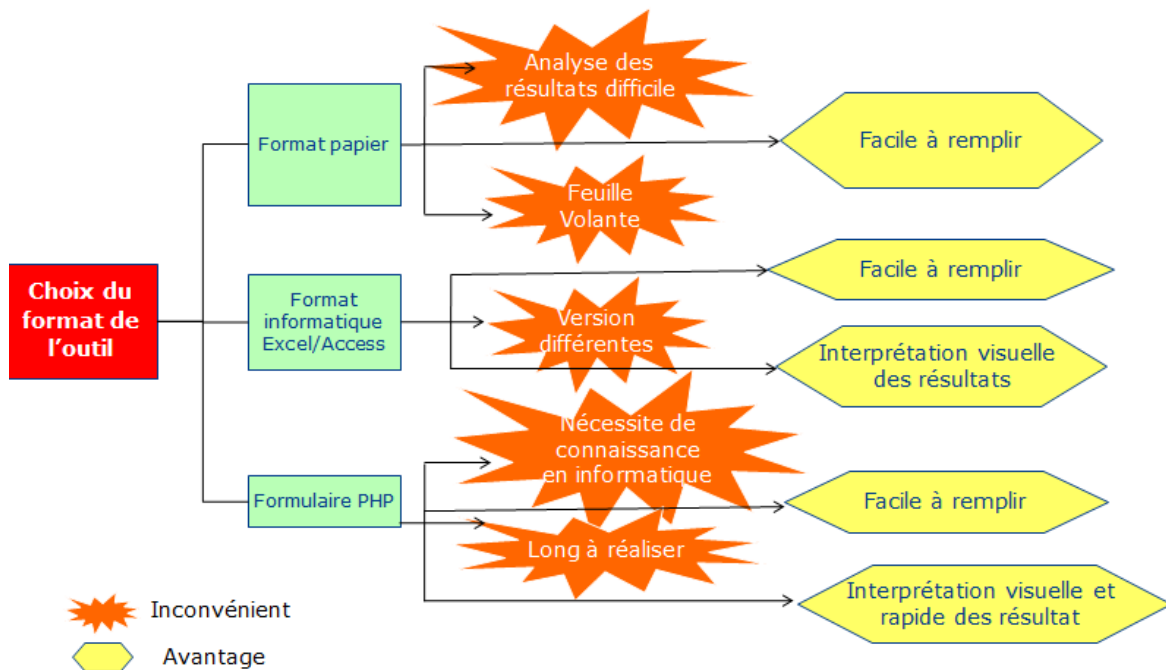 Analyse des
résultats difficile
Format papier
Facile à remplir
Feuille
Volante
Choix du
format de
l’outil
Format
informatique
Excel/Access
Facile à remplir
Version
différentes
Interprétation visuelle
des résultats
Nécessite de
connaissance
en informatique
Formulaire PHP
Facile à remplir
Long à réaliser
Interprétation visuelle et
rapide des résultat
Inconvénient
Avantage